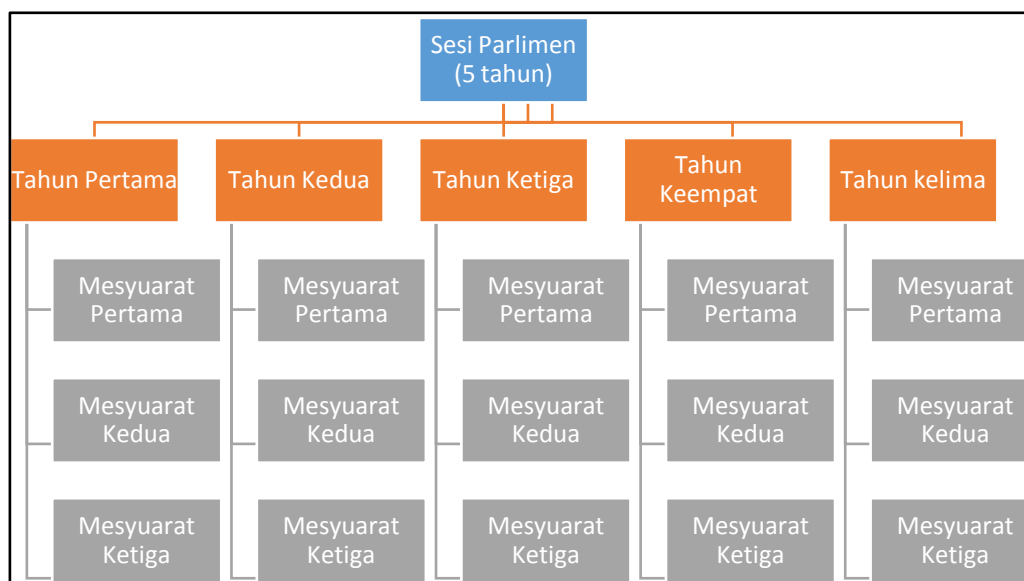 Sesi Parlimen
(5 tahun)
Tahun Pertama
Tahun Kedua
Tahun Ketiga
Tahun
Keempat
Tahun kelima
Mesyuarat
Pertama
Mesyuarat
Pertama
Mesyuarat
Pertama
Mesyuarat
Pertama
Mesyuarat
Pertama
Mesyuarat
Kedua
Mesyuarat
Kedua
Mesyuarat
Kedua
Mesyuarat
Kedua
Mesyuarat
Kedua
Mesyuarat
Ketiga
Mesyuarat
Ketiga
Mesyuarat
Ketiga
Mesyuarat
Ketiga
Mesyuarat
Ketiga